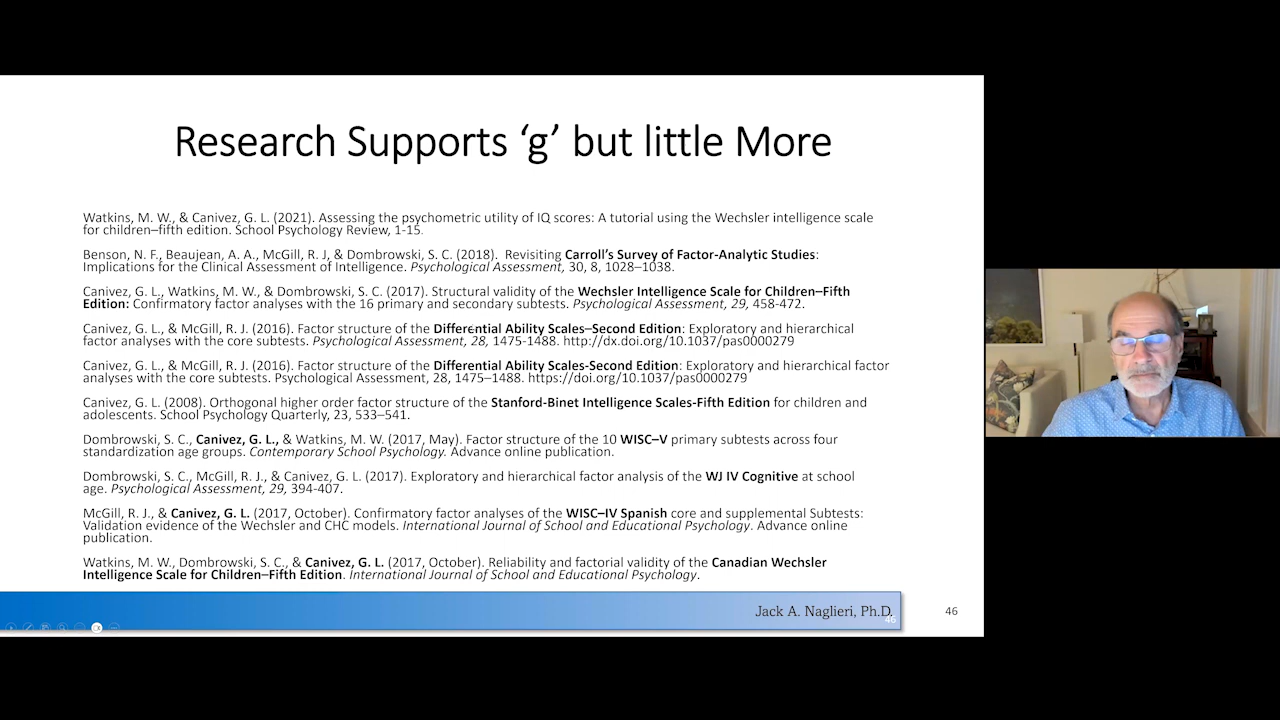 Research Supports ‘g’ but little More
Watkins, M. W., & Canivez, G. L. (2021). Assessing the psychometric utility of IQ scores: A tutorial using the Wechsler intelligence scale
for children–fifth edition. School Psychology Review, 1-15.
Benson, N. F., Beaujean, A. A., McGill, R. J, & Dombrowski, S. C. (2018). Revisiting Carroll’s Survey of Factor-Analytic Studies:
Implications for the Clinical Assessment of Intelligence. Psychological Assessment, 30, 8, 1028–1038.
Canivez, G. L., Watkins, M. W., & Dombrowski, S. C. (2017). Structural validity of the Wechsler Intelligence Scale for Children–Fifth
Edition: Confirmatory factor analyses with the 16 primary and secondary subtests. Psychological Assessment, 29, 458-472.
Canivez, G. L., & McGill, R. J. (2016). Factor structure of the Differential Ability Scales–Second Edition: Exploratory and hierarchical
factor analyses with the core subtests. Psychological Assessment, 28, 1475-1488. http://dx.doi.org/10.1037/pas0000279
Canivez, G. L., & McGill, R. J. (2016). Factor structure of the Differential Ability Scales-Second Edition: Exploratory and hierarchical factor
analyses with the core subtests. Psychological Assessment, 28, 1475–1488. https://doi.org/10.1037/pas0000279
Canivez, G. L. (2008). Orthogonal higher order factor structure of the Stanford-Binet Intelligence Scales-Fifth Edition for children and
adolescents. School Psychology Quarterly, 23, 533–541.
Dombrowski, S. C., Canivez, G. L., & Watkins, M. W. (2017, May). Factor structure of the 10 WISC–V primary subtests across four
standardization age groups. Contemporary School Psychology. Advance online publication.
Dombrowski, S. C., McGill, R. J., & Canivez, G. L. (2017). Exploratory and hierarchical factor analysis of the WJ IV Cognitive at school
age. Psychological Assessment, 29, 394-407.
McGill, R. J., & Canivez, G. L. (2017, October). Confirmatory factor analyses of the WISC–IV Spanish core and supplemental Subtests:
Validation evidence of the Wechsler and CHC models. International Journal of School and Educational Psychology. Advance online
publication.
Watkins, M. W., Dombrowski, S. C., & Canivez, G. L. (2017, October). Reliability and factorial validity of the Canadian Wechsler
Intelligence Scale for Children–Fifth Edition. International Journal of School and Educational Psychology.
Jack A. Naglieri, Ph.D.
46
46